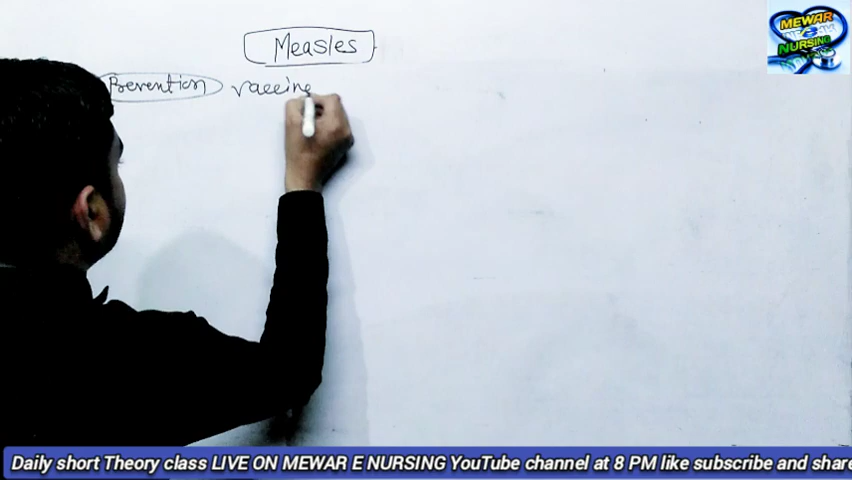 Measles
Prevention vaccine
MEWAR
e
NURSING
Daily short Theory class LIVE ON MEWAR E NURSING YouTube channel at 8 PM like subscribe and share